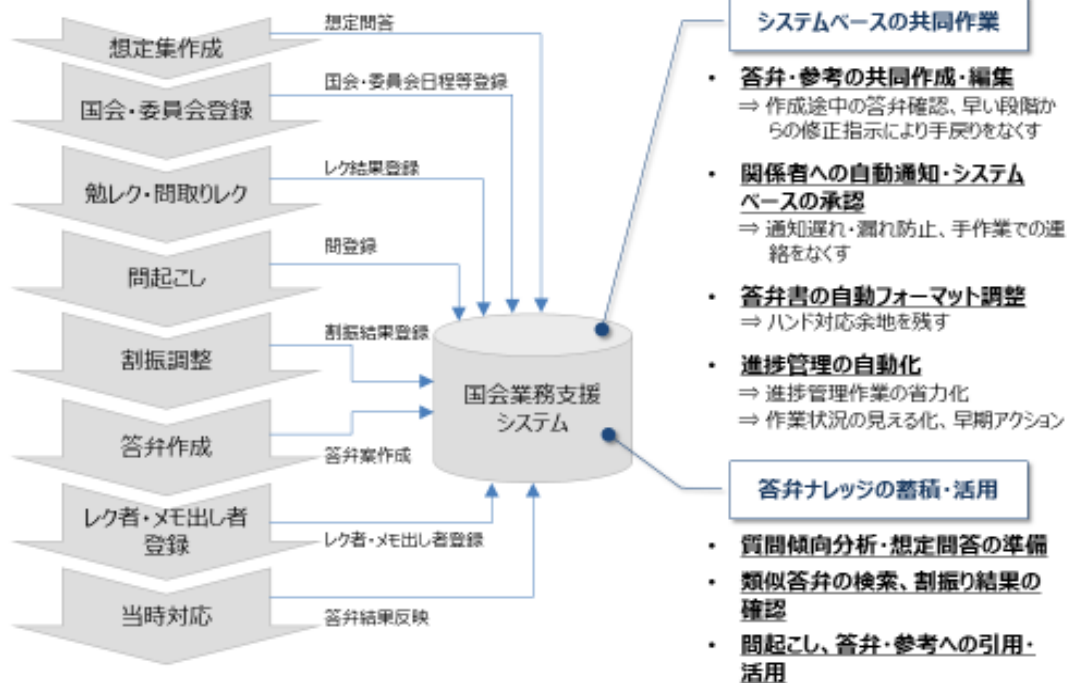 想定集作成
国会・委員会登録
勉レク・問取りレク
問起こし
割振調整
答弁作成
レク者・メモ出し者
登録
当時対応
想定問答
国会・委員会日程等登録
レク結果登録
問登録
割振結果登録
答弁案作成
レク者・メモ出し者登録
答弁結果反映
国会業務支援
システム
システムベースの共同作業
・ 答弁・参考の共同作成・編集
⇒ 作成途中の答弁確認、早い段階か
らの修正指示により手戻りをなくす
・ 関係者への自動通知・システム
ベースの承認
⇒ 通知遅れ・漏れ防止、手作業での連
絡をなくす
・ 答弁書の自動フォーマット調整
⇒ ハンド対応余地を残す
・ 進捗管理の自動化
⇒ 進捗管理作業の省力化
⇒ 作業状況の見える化、早期アクション
答弁ナレッジの蓄積・活用
・ 質問傾向分析・想定問答の準備
・ 類似答弁の検索、割振り結果の
確認
・ 問起こし、答弁・参考への引用・
活用